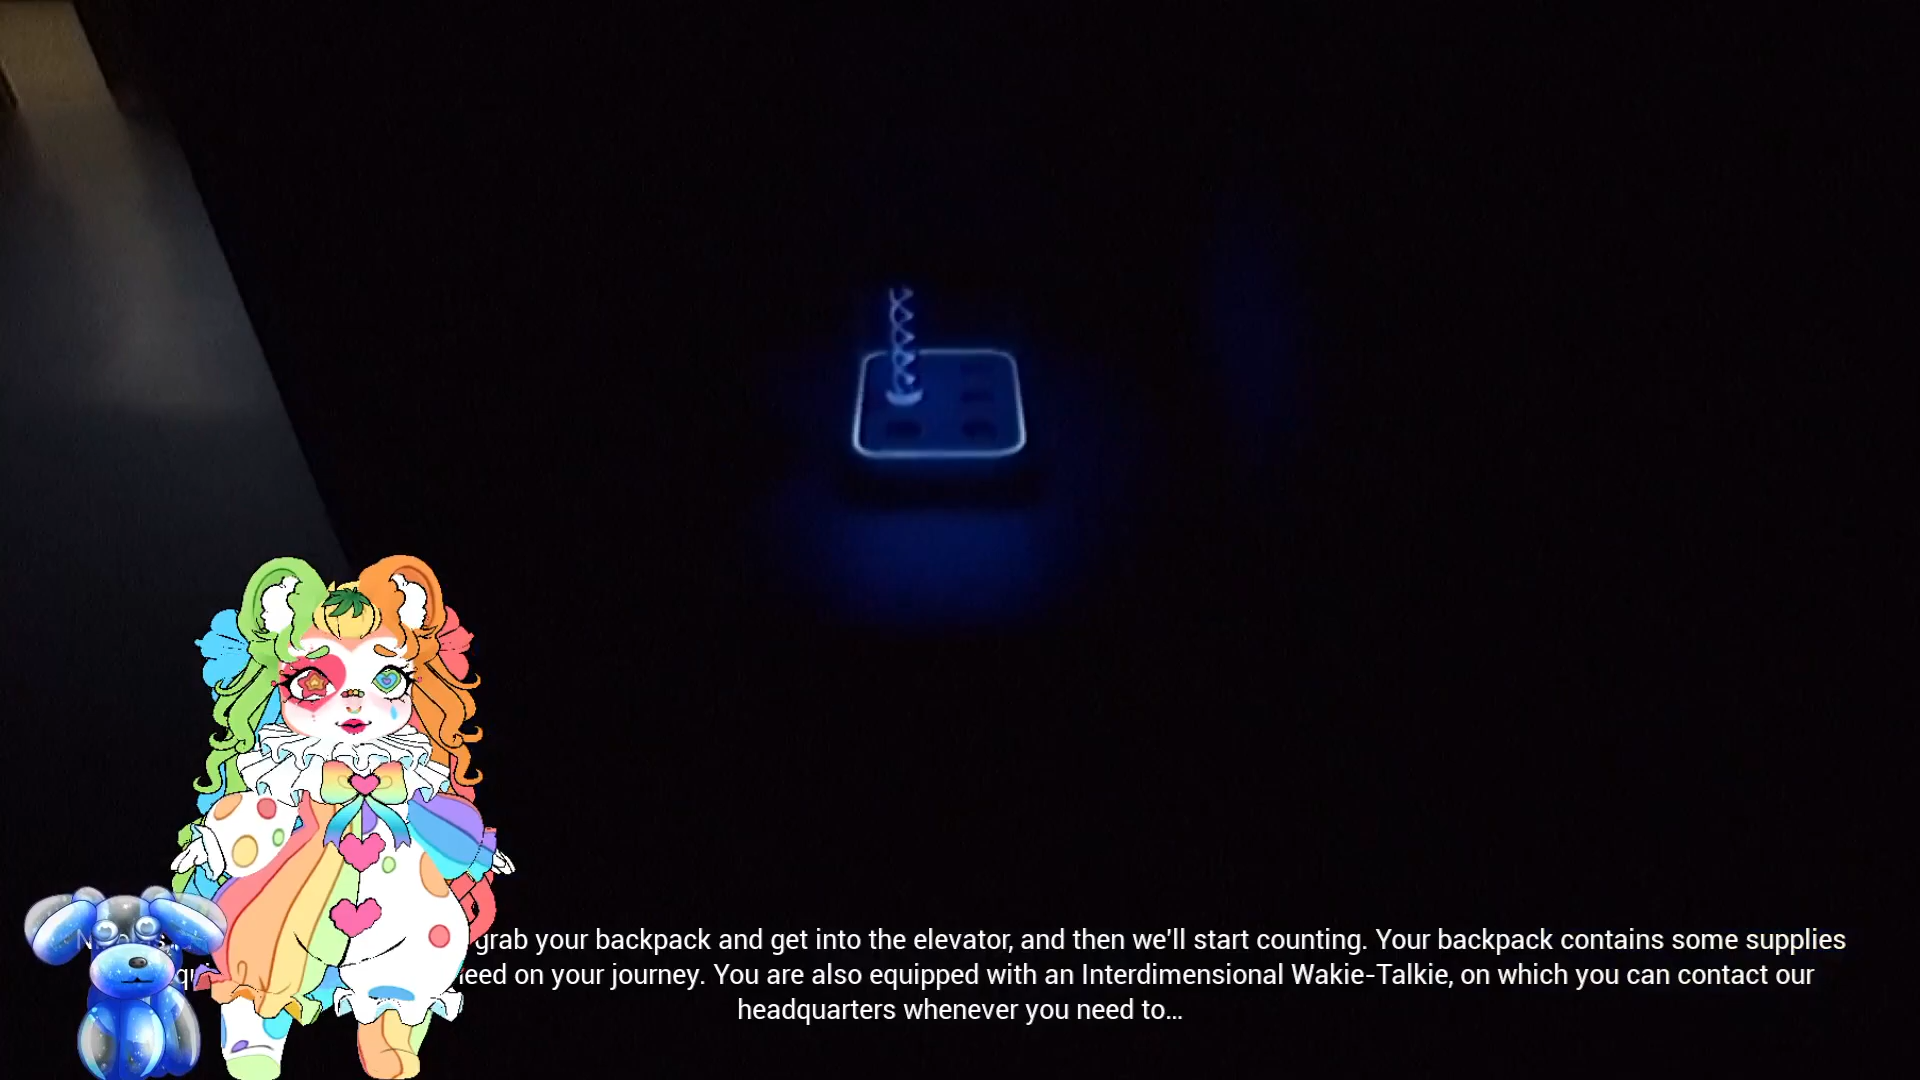 grab your backpack and get into the elevator, and then we'll start counting. Your backpack contains some supplies
need on your journey. You are also equipped with an Interdimensional Wakie-Talkie, on which you can contact our
headquarters whenever you need to...